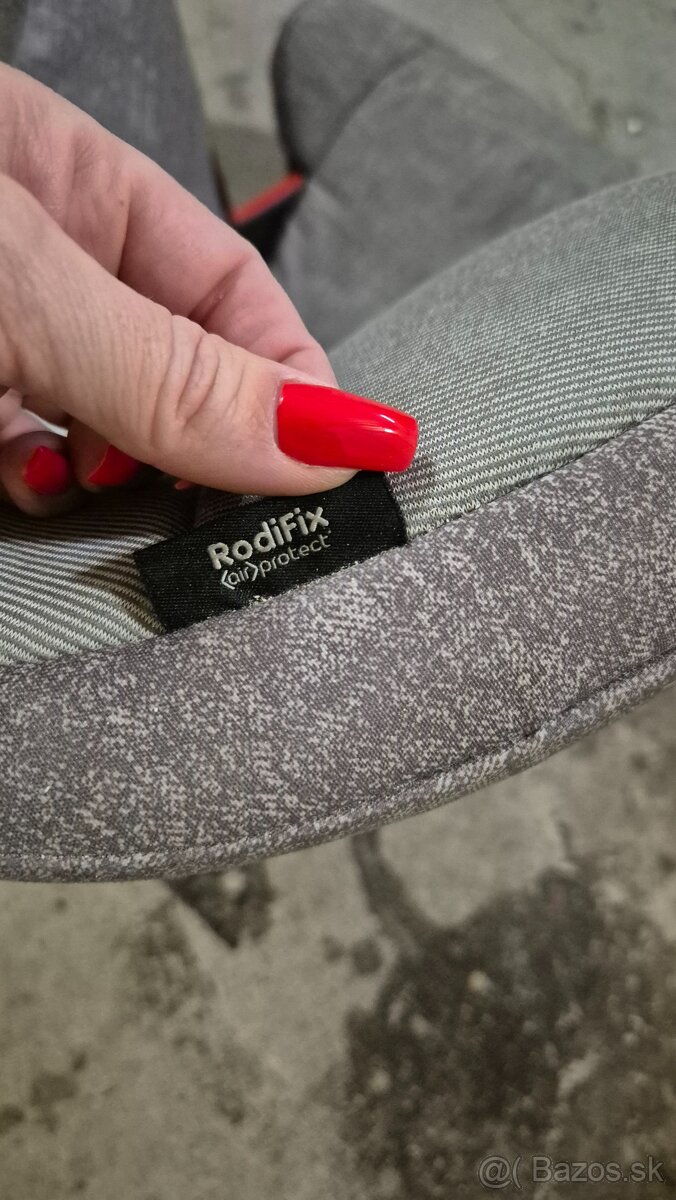 RodiFix
(air)protect
@( Bazos.sk